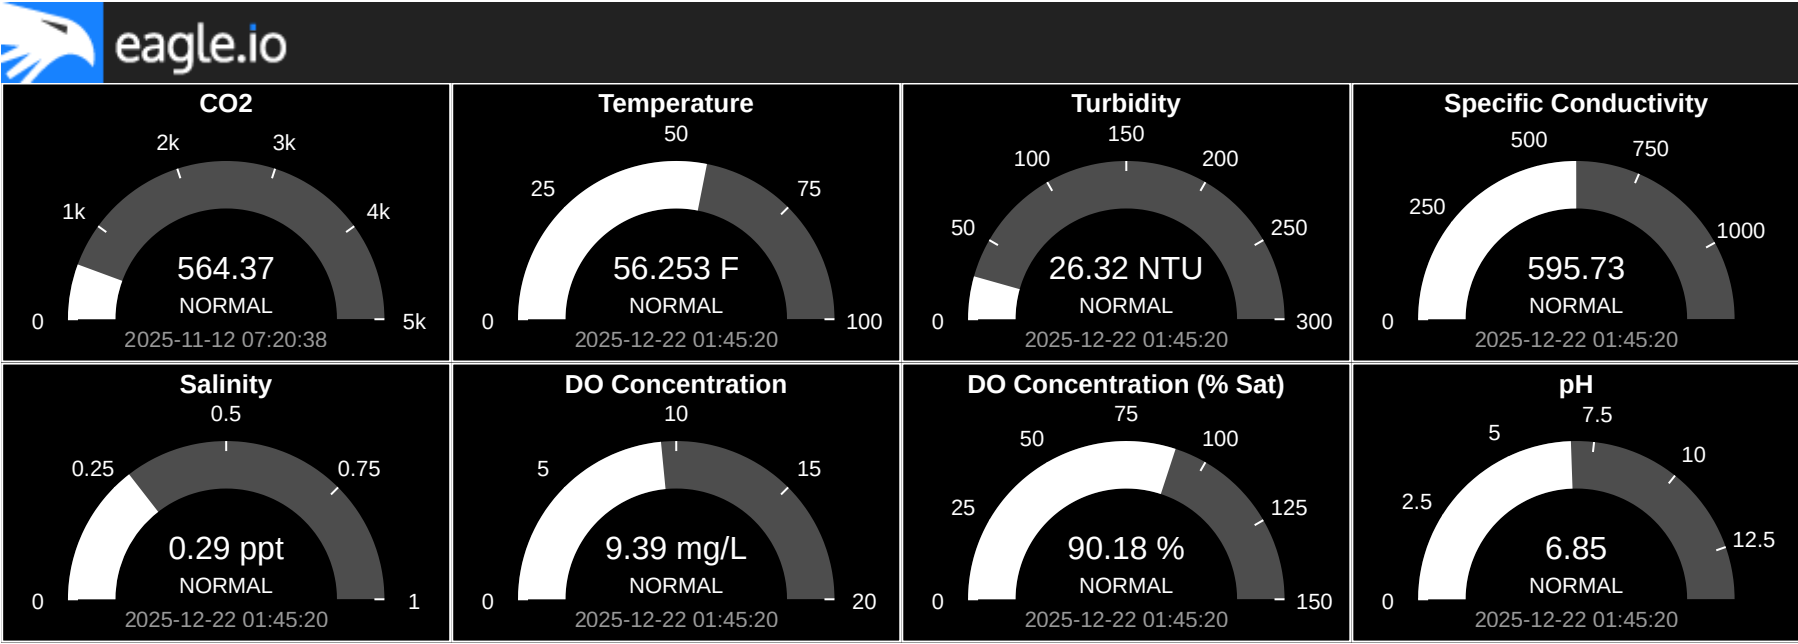 eagle.io
CO2
2k
3k
1k
4k
564.37
NORMAL
0
5k
2025-11-12 07:20:38
Temperature
50
25
75
56.253 F
NORMAL
0
100
2025-12-22 01:45:20
Turbidity
150
100
200
50
250
26.32 NTU
NORMAL
0
300
2025-12-22 01:45:20
Specific Conductivity
500
750
250
1000
595.73
NORMAL
0
2025-12-22 01:45:20
Salinity
0.5
0.25
0.75
0.29 ppt
NORMAL
0
1
2025-12-22 01:45:20
DO Concentration
10
5
15
9.39 mg/L
NORMAL
0
20
2025-12-22 01:45:20
DO Concentration (% Sat)
75
50
100
25
125
90.18 %
NORMAL
0
150
2025-12-22 01:45:20
pH
7.5
5
10
2.5
12.5
6.85
NORMAL
0
2025-12-22 01:45:20